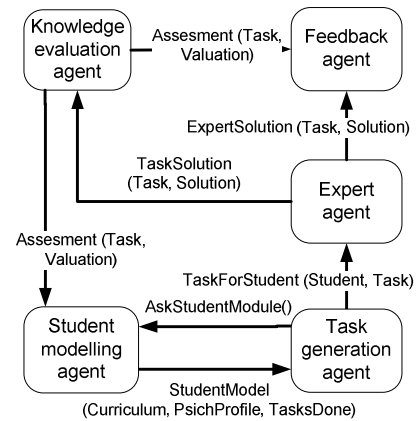 Knowledge
evaluation
agent
Assesment (Task,
Valuation)
Feedback
agent
ExpertSolution (Task, Solution)
TaskSolution
(Task, Solution)
Expert
agent
Assesment (Task,
Valuation)
TaskForStudent (Student, Task)
AskStudentModule()
Student
modelling
agent
Task
generation
agent
StudentModel
(Curriculum, PsichProfile, TasksDone)